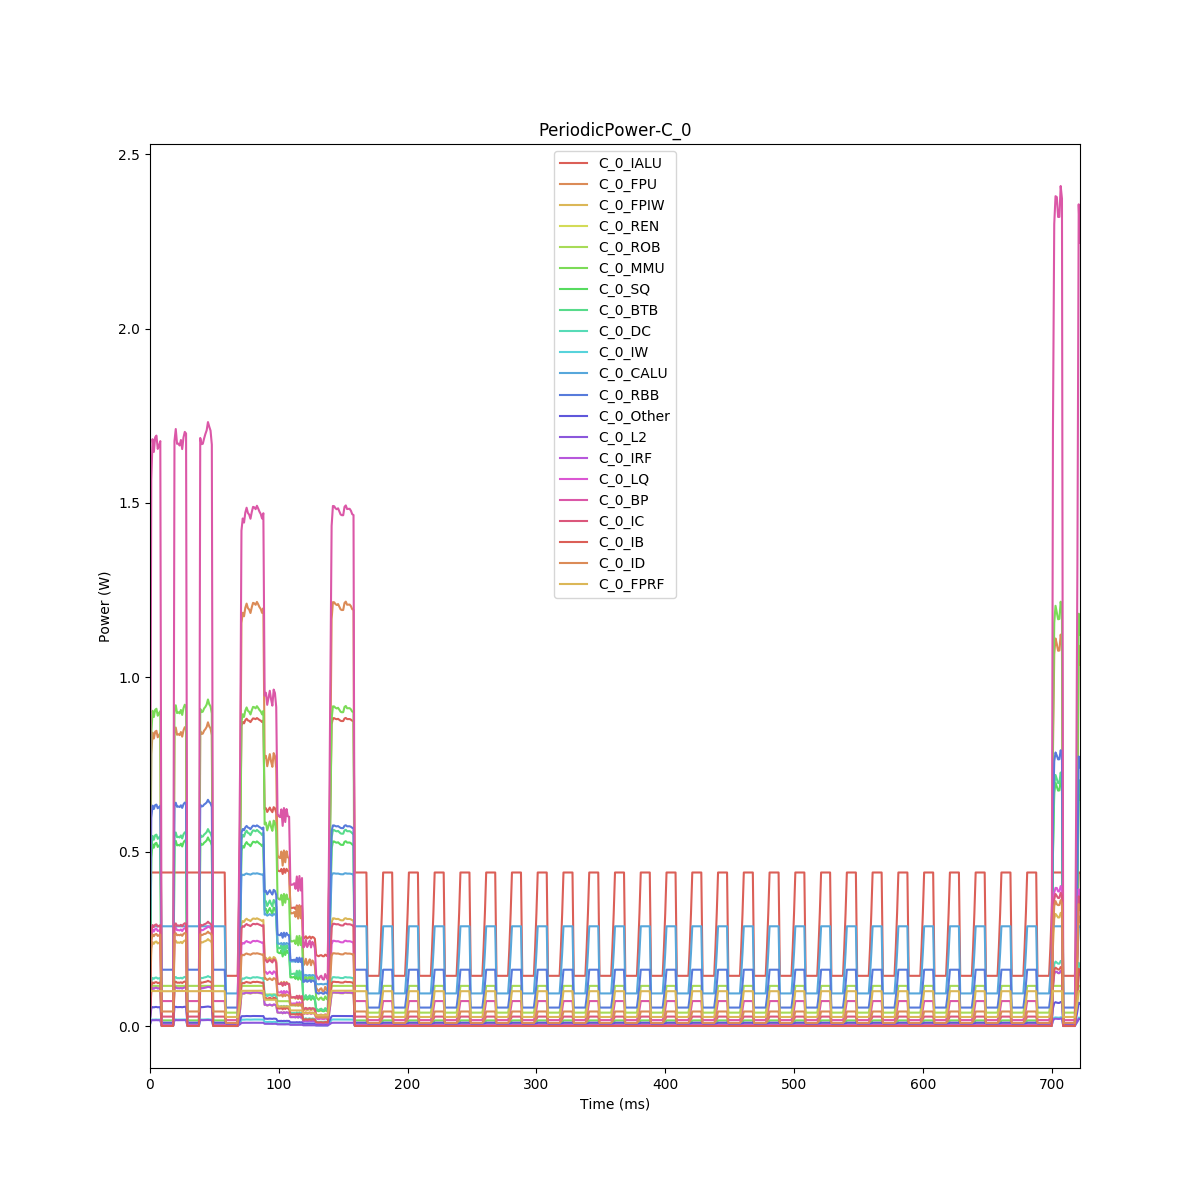 PeriodicPower-C_0
2.5
2.0
1.5
1.0
0.5
0.0
Power (W)
C_0_IALU
C_0_FPU
C_0_FPIW
C_0_REN
C_0_ROB
C_0_MMU
C_0_SQ
C_0_BTB
C_0_DC
C_0_IW
C_0_CALU
C_0_RBB
C_0_Other
C_0_L2
C_0_IRF
C_0_LQ
C_0_BP
C_0_IC
C_0_IB
C_0_ID
C_0_FPRF
0 100 200 300 400 500 600 700
Time (ms)